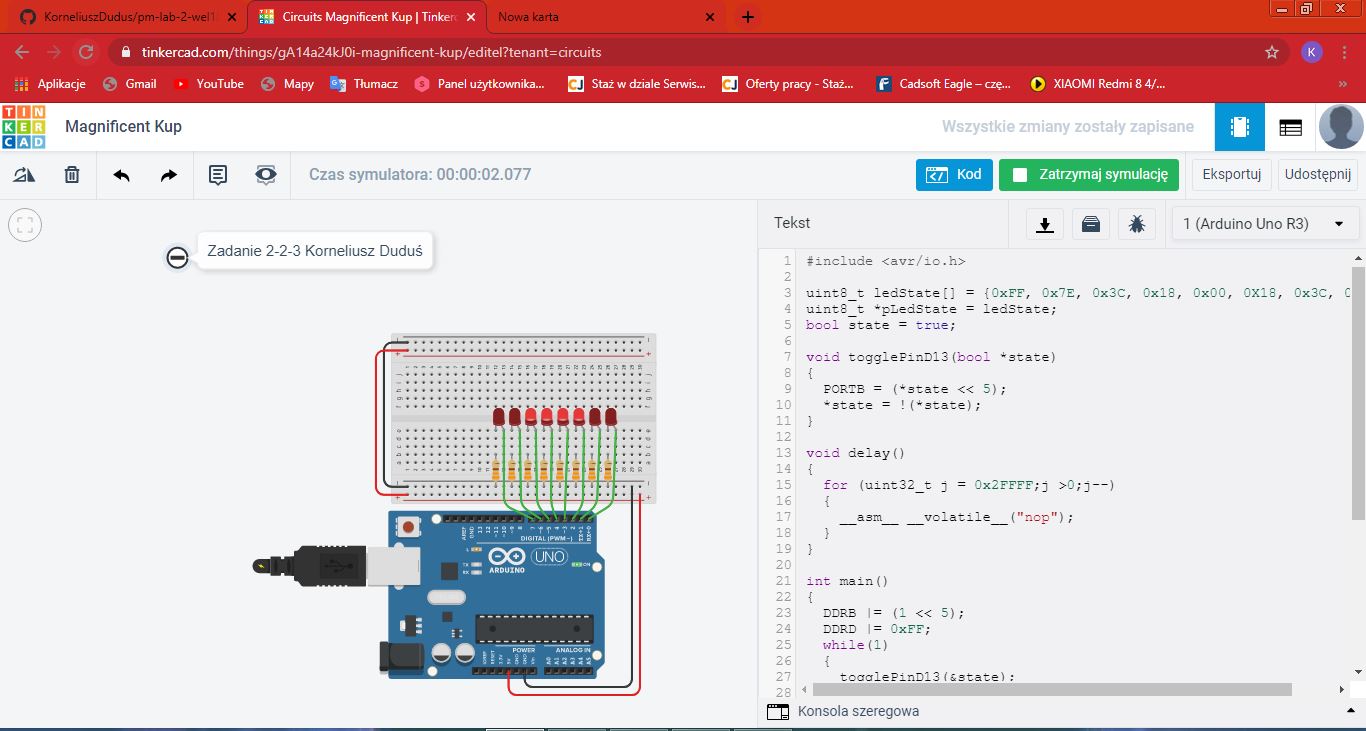 KorneliuszDudus/pm-lab-2-wel1
Circuits Magnificent Kup | Tinkerc
Nowa karta
tinkercad.com/things/gA14a24kJ0i-magnificent-kup/editel?tenant=circuits
K
Aplikacje
Gmail
YouTube
Mapy
Tłumacz
Panel użytkownika...
Staż w dziale Serwis...
Oferty pracy - Staż...
Cadsoft Eagle – czę...
XIAOMI Redmi 8 4/...
TIN
KER
CAD
Magnificent Kup
Wszystkie zmiany zostały zapisane
Czas symulatora: 00:00:02.077
Kod
Zatrzymaj symulację
Eksportuj
Udostępnij
Zadanie 2-2-3 Korneliusz Duduś
Tekst
1 (Arduino Uno R3)
1 #include <avr/io.h>
2
3 uint8_t ledState[] = {0xFF, 0x7E, 0x3C, 0x18, 0x00, 0X18, 0x3C, 0
4 uint8_t *pLedState = ledState;
5 bool state = true;
6
7 void togglePinD13(bool *state)
8 {
9 PORTB = (*state << 5);
10 *state = !(*state);
11 }
12
13 void delay()
14 {
15 for (uint32_t j = 0x2FFFF;j >0;j--)
16 {
17 __asm__ __volatile__("nop");
18 }
19 }
20
21 int main()
22 {
23 DDRB |= (1 << 5);
24 DDRD |= 0xFF;
25 while(1)
26 {
27 togglePinD13(&state);
28
DIGITAL (PWM~)
UNO
ARDUINO
TX
RX
L
ON
POWER
ANALOG IN
Konsola szeregowa